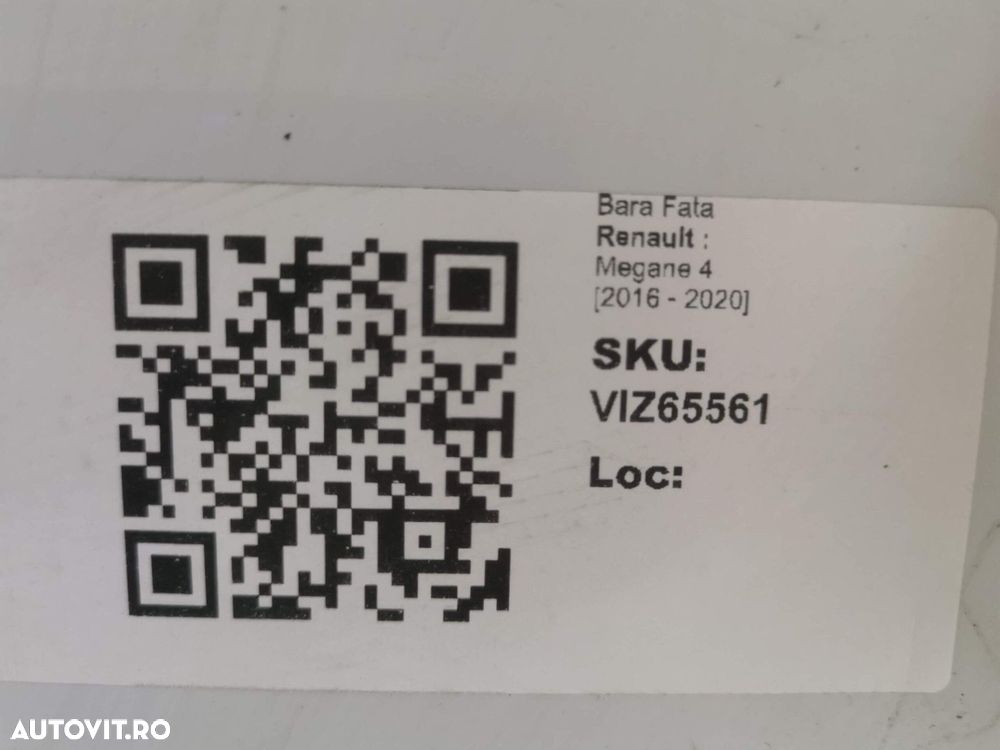 Bara Fata
Renault :
Megane 4
[2016 - 2020]
SKU:
VIZ65561
Loc:
AUTOVIT.RO